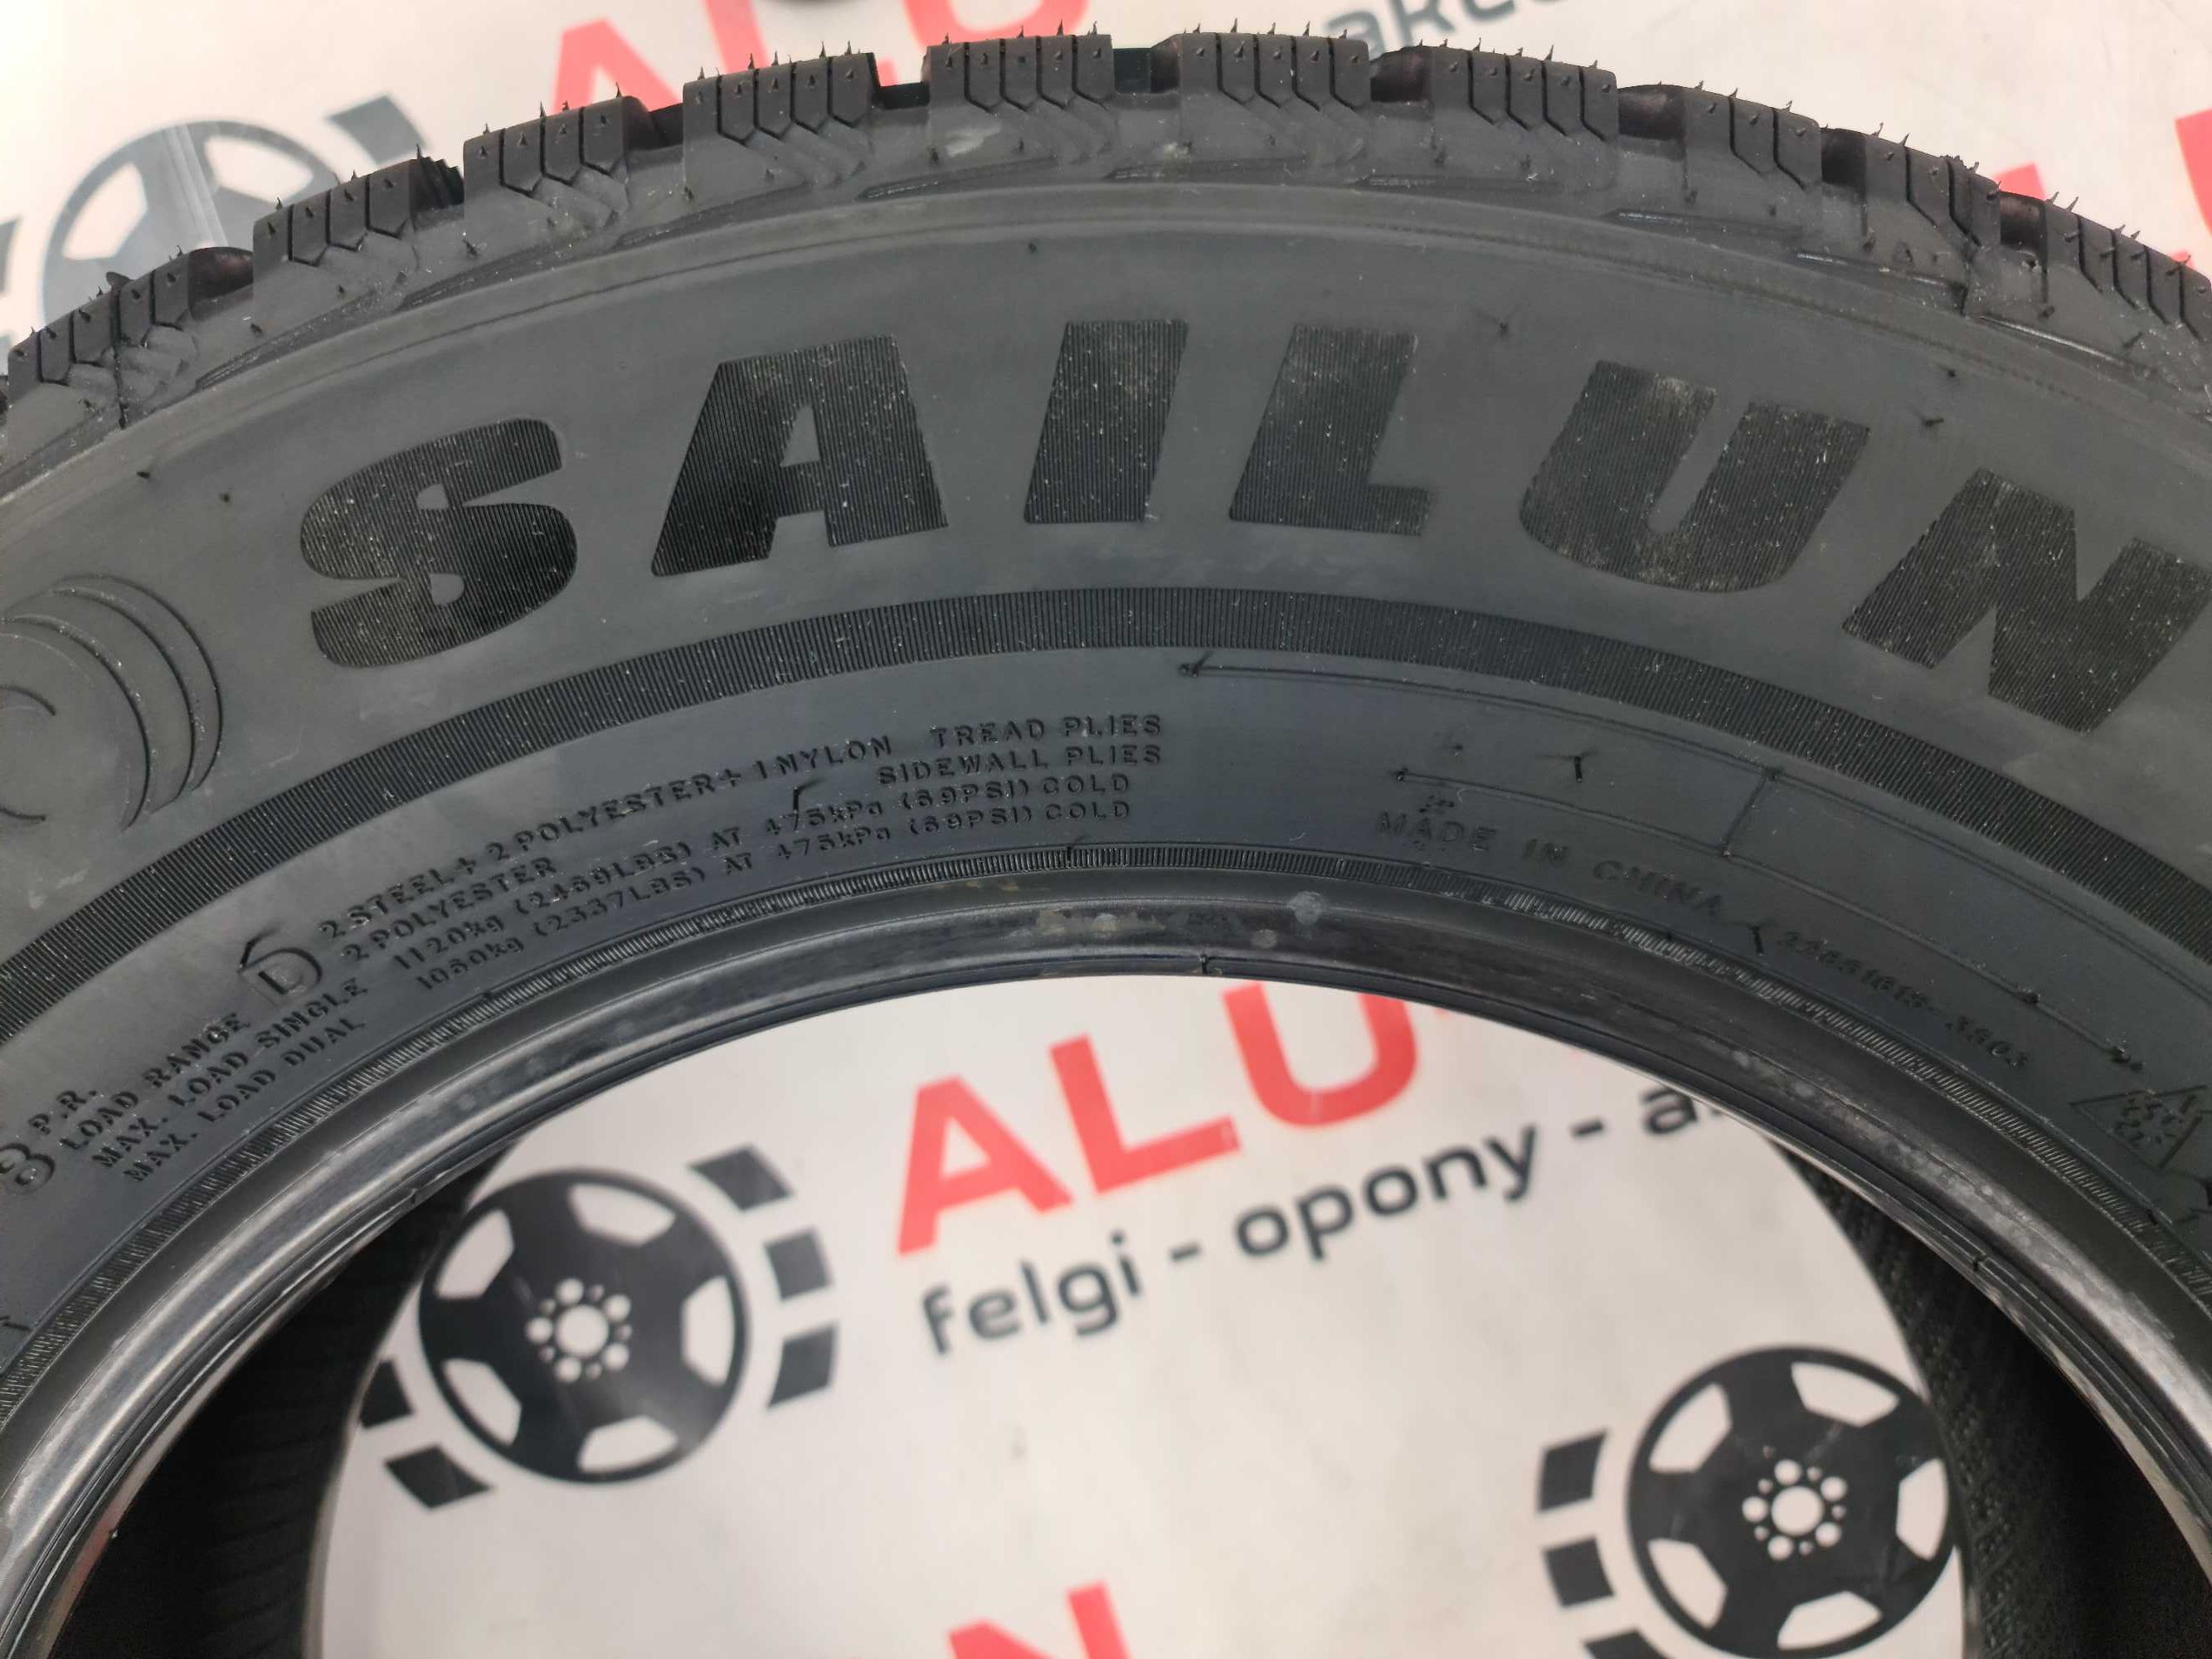 SAILUN
2 STEEL + 2 POLYESTER + 1 NYLON TREAD PLIES
2 POLYESTER SIDEWALL PLIES
8 P.R.
LOAD RANGE D
MAX. LOAD SINGLE 1120kg (2469LBS) AT 475kPa (69PSI) COLD
MAX. LOAD DUAL 1060kg (2337LBS) AT 475kPa (69PSI) COLD
MADE IN CHINA
ALU
felgi - opony - a